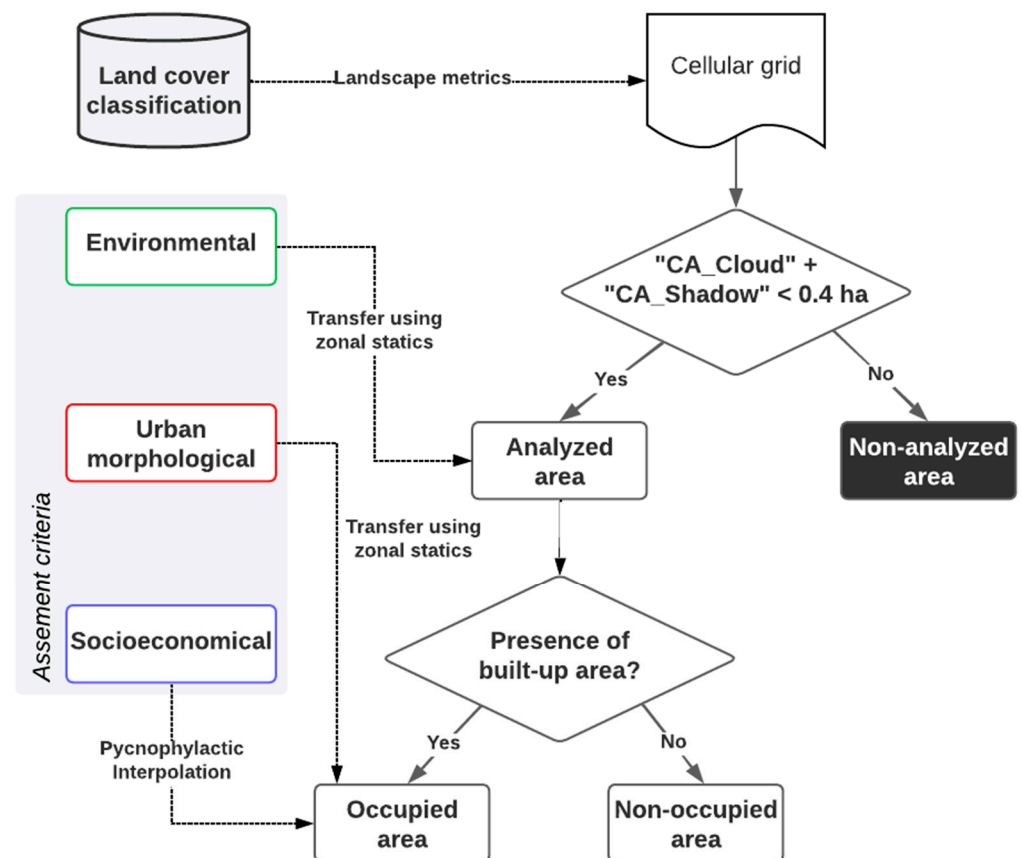 Land cover
classification
Landscape metrics
Cellular grid
Environmental
"CA_Cloud" +
"CA_Shadow" < 0.4 ha
Transfer using
zonal statics
Yes
No
Urban
morphological
Analyzed
area
Non-analyzed
area
Assement criteria
Transfer using
zonal statics
Socioeconomical
Presence of
built-up area?
Pycnophylactic
Interpolation
Yes
No
Occupied
area
Non-occupied
area